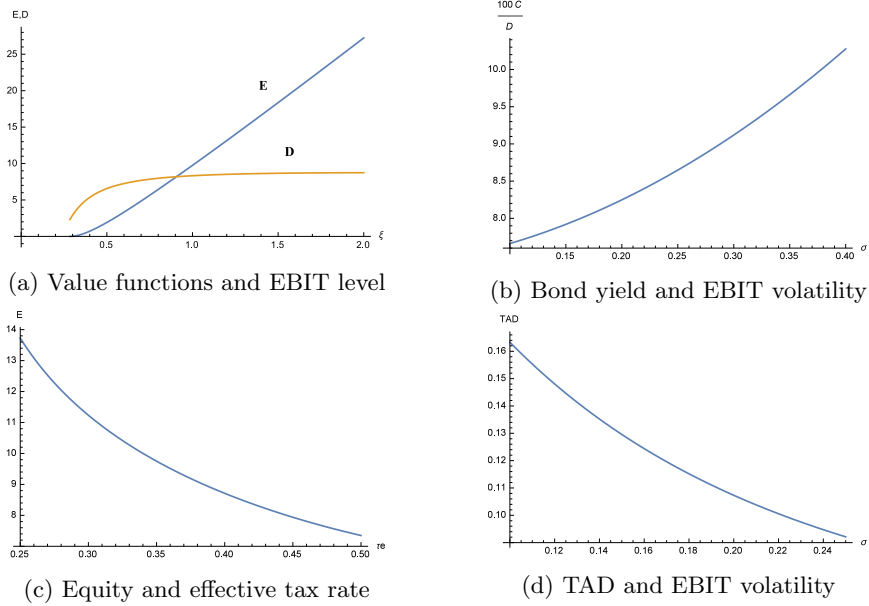 E,D
25
20
15
10
5
0.5 1.0 1.5 2.0 ξ
E
D
(a) Value functions and EBIT level
100 C
D
10.0
9.5
9.0
8.5
8.0
0.15 0.20 0.25 0.30 0.35 0.40 σ
(b) Bond yield and EBIT volatility
E
14
13
12
11
10
9
8
0.25 0.30 0.35 0.40 0.45 0.50 re
(c) Equity and effective tax rate
TAD
0.16
0.15
0.14
0.13
0.12
0.11
0.10
0.12 0.14 0.16 0.18 0.20 0.22 0.24 σ
(d) TAD and EBIT volatility